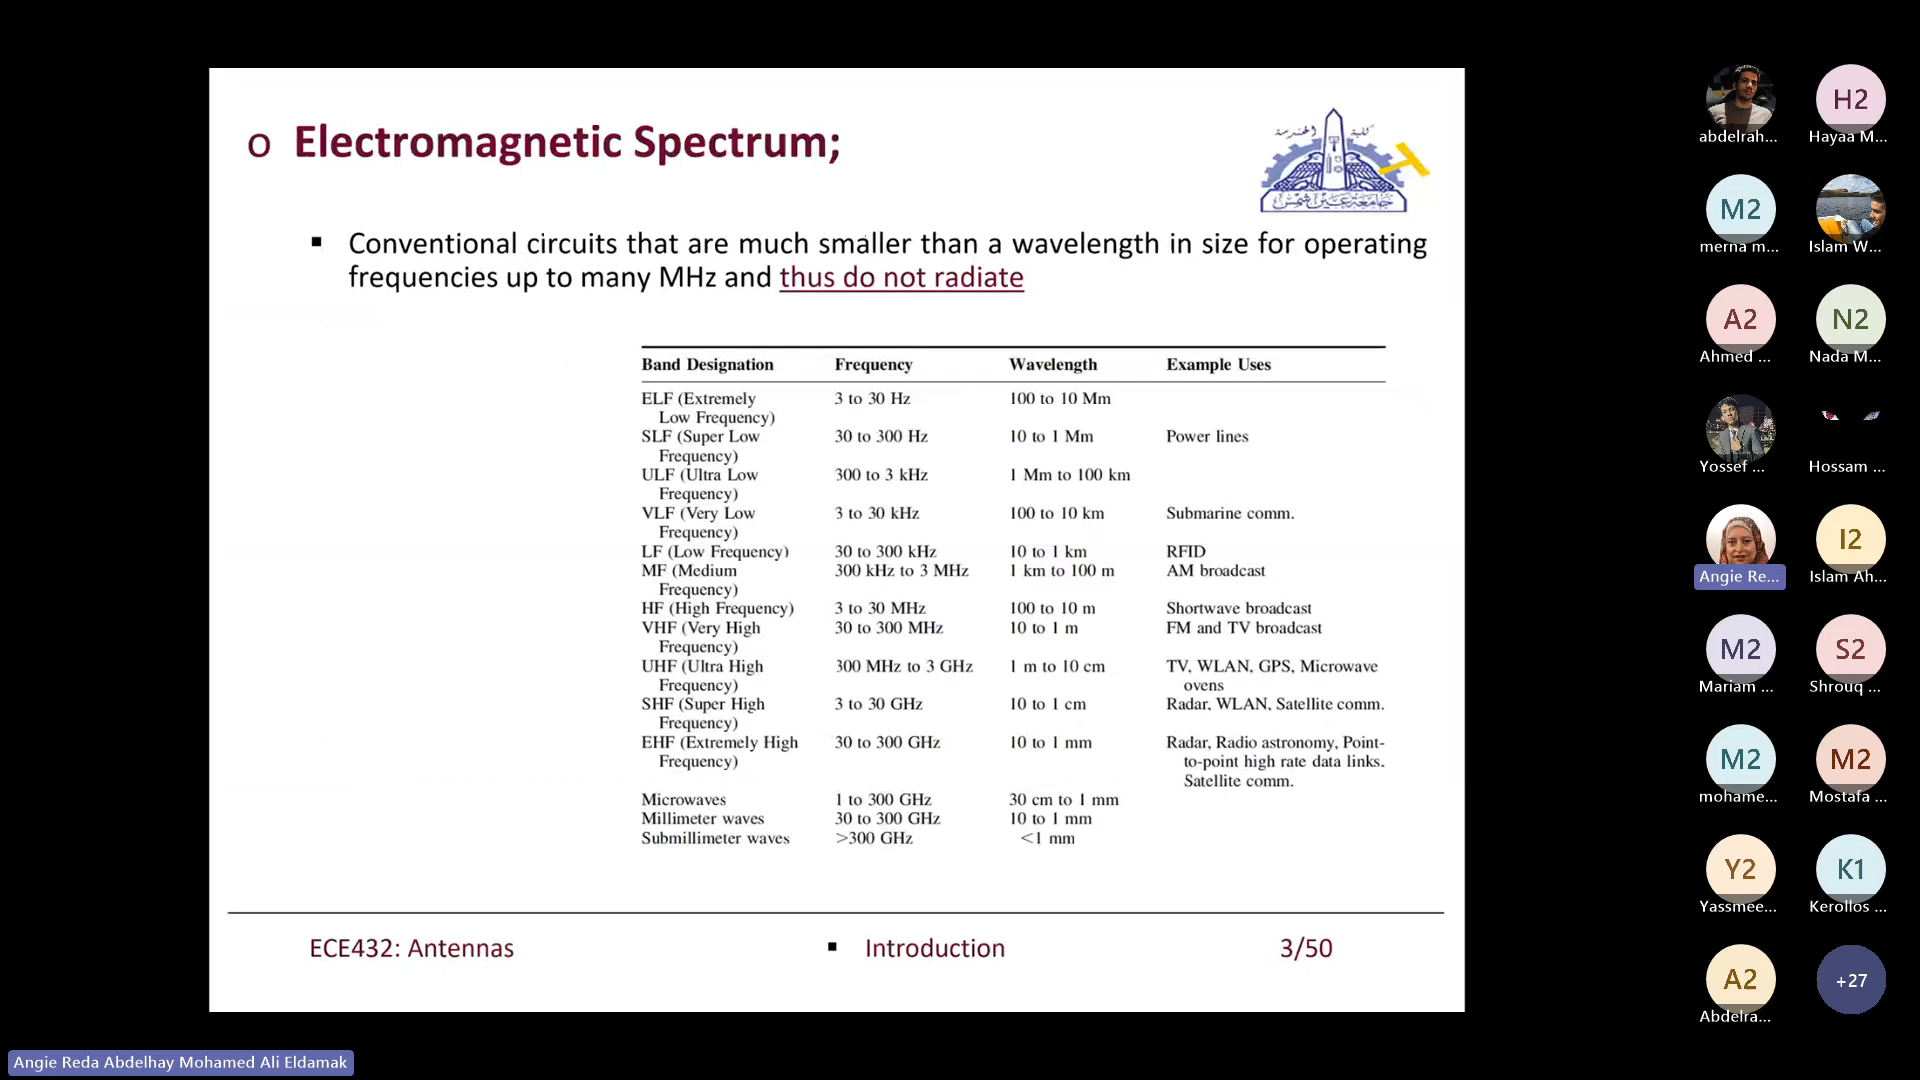 o Electromagnetic Spectrum;
كلية الهندسة
جامعة عين شمس
▪ Conventional circuits that are much smaller than a wavelength in size for operating
frequencies up to many MHz and thus do not radiate
Band Designation Frequency Wavelength Example Uses
ELF (Extremely 3 to 30 Hz 100 to 10 Mm
Low Frequency)
SLF (Super Low 30 to 300 Hz 10 to 1 Mm Power lines
Frequency)
ULF (Ultra Low 300 to 3 kHz 1 Mm to 100 km
Frequency)
VLF (Very Low 3 to 30 kHz 100 to 10 km Submarine comm.
Frequency)
LF (Low Frequency) 30 to 300 kHz 10 to 1 km RFID
MF (Medium 300 kHz to 3 MHz 1 km to 100 m AM broadcast
Frequency)
HF (High Frequency) 3 to 30 MHz 100 to 10 m Shortwave broadcast
VHF (Very High 30 to 300 MHz 10 to 1 m FM and TV broadcast
Frequency)
UHF (Ultra High 300 MHz to 3 GHz 1 m to 10 cm TV, WLAN, GPS, Microwave
Frequency) ovens
SHF (Super High 3 to 30 GHz 10 to 1 cm Radar, WLAN, Satellite comm.
Frequency)
EHF (Extremely High 30 to 300 GHz 10 to 1 mm Radar, Radio astronomy, Point-
Frequency) to-point high rate data links.
Satellite comm.
Microwaves 1 to 300 GHz 30 cm to 1 mm
Millimeter waves 30 to 300 GHz 10 to 1 mm
Submillimeter waves >300 GHz <1 mm
ECE432: Antennas ▪ Introduction 3/50
H2
abdelrah... Hayaa M...
M2
merna m... Islam W...
A2 N2
Ahmed ... Nada M...
Yossef ... Hossam ...
I2
Angie Re... Islam Ah...
M2 S2
Mariam ... Shrouq ...
M2 M2
mohame... Mostafa ...
Y2 K1
Yassmee... Kerollos ...
A2 +27
Abdelra...
Angie Reda Abdelhay Mohamed Ali Eldamak